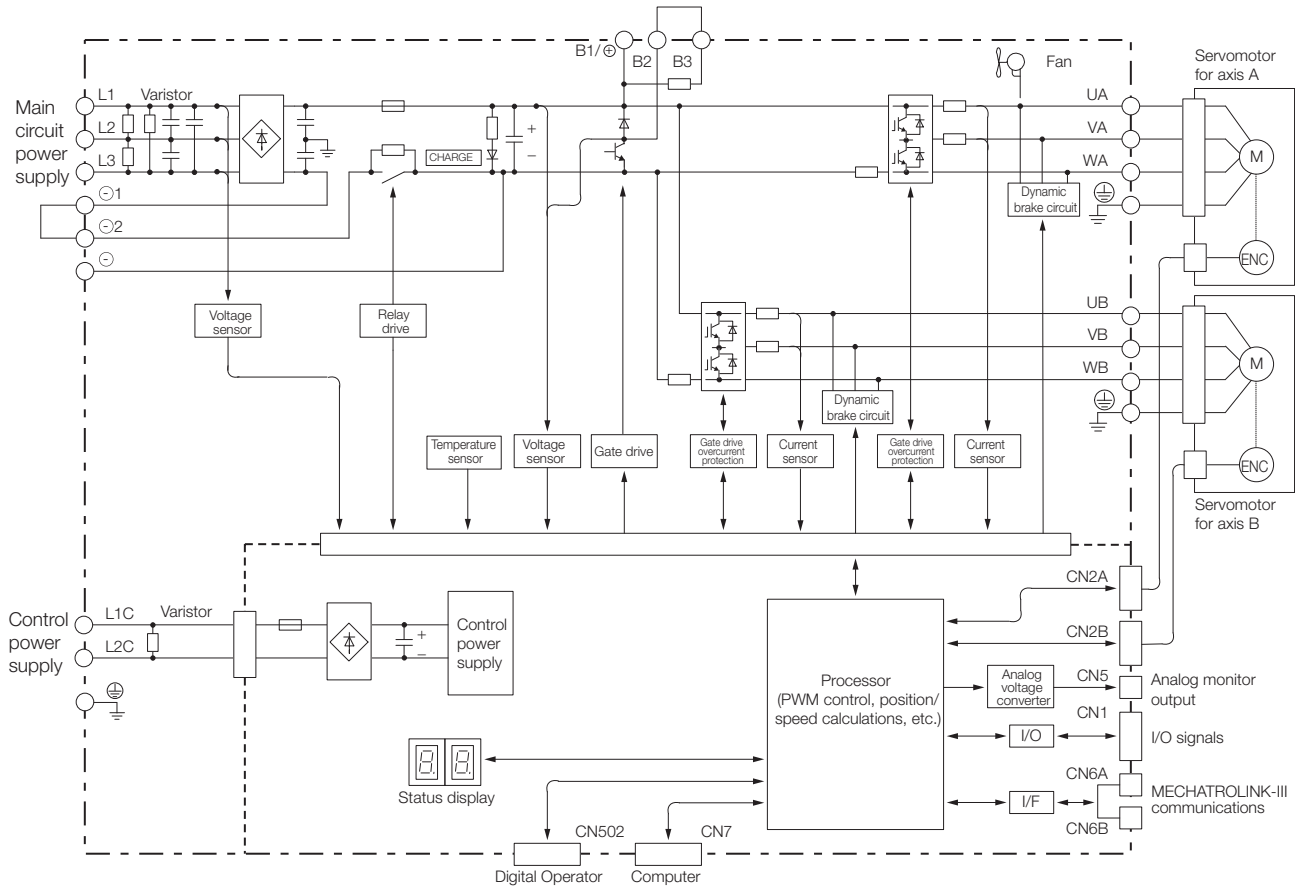 B1/⊕
B2
B3
Fan
Servomotor
for axis A
Main
circuit
power
supply
L1
Varistor
L2
L3
⊖1
⊖2
⊖
CHARGE
+
−
UA
VA
WA
M
ENC
Dynamic
brake circuit
Voltage
sensor
Relay
drive
UB
VB
WB
M
ENC
Dynamic
brake circuit
Servomotor
for axis B
Temperature
sensor
Voltage
sensor
Gate drive
Gate drive
overcurrent
protection
Current
sensor
Gate drive
overcurrent
protection
Current
sensor
Control
power
supply
L1C
Varistor
L2C
+
−
Control
power
supply
Processor
(PWM control, position/
speed calculations, etc.)
CN2A
CN2B
Analog
voltage
converter
CN5
Analog monitor
output
CN1
I/O
I/O signals
CN6A
I/F
MECHATROLINK-III
communications
CN6B
8.
8.
Status display
CN502
CN7
Digital Operator
Computer